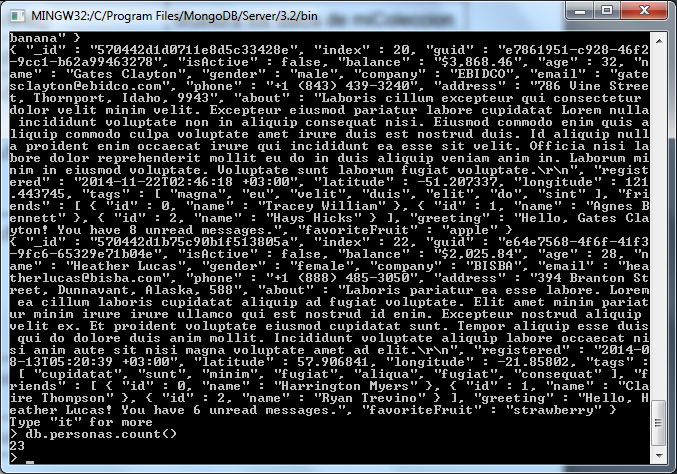 MINGW32:/C/Program Files/MongoDB/Server/3.2/bin
banana" }
{ "_id" : "570442d1d0711e8d5c33428e", "index" : 20, "guid" : "e7861951-c928-46f2
-9cc1-b62a99463278", "isActive" : false, "balance" : "$3,868.46", "age" : 32, "n
ame" : "Gates Clayton", "gender" : "male", "company" : "EBIDCO", "email" : "gate
sclayton@ebidco.com", "phone" : "+1 (843) 439-3240", "address" : "786 Vine Stree
t, Thornport, Idaho, 9943", "about" : "Laboris cillum excepteur qui consectetur
dolor velit minim velit. Excepteur eiusmod pariatur labore cupidatat Lorem nulla
 incididunt voluptate non in aliquip consequat nisi. Eiusmod commodo enim quis a
liquip commodo culpa voluptate amet irure duis est nostrud duis. Id aliquip null
a proident enim occaecat irure qui incididunt ea esse sit velit. Officia nisi la
bore dolor reprehenderit mollit eu do in duis aliquip veniam anim in. Laborum mi
nim in eiusmod voluptate. Voluptate sunt laborum fugiat voluptate.\r\n", "regist
ered" : "2014-11-22T02:46:18 +03:00", "latitude" : -51.207337, "longitude" : 121
.443745, "tags" : [ "magna", "eu", "velit", "duis", "elit", "do", "sint" ], "fri
ends" : [ { "id" : 0, "name" : "Tracey William" }, { "id" : 1, "name" : "Agnes B
ennett" }, { "id" : 2, "name" : "Hays Hicks" } ], "greeting" : "Hello, Gates Cla
yton! You have 8 unread messages.", "favoriteFruit" : "apple" }
{ "_id" : "570442d1b75c90b1f513805a", "index" : 22, "guid" : "e64e7568-4f6f-41f3
-9fc6-65329e71b04e", "isActive" : false, "balance" : "$2,025.84", "age" : 28, "n
ame" : "Heather Lucas", "gender" : "female", "company" : "BISBA", "email" : "hea
therlucas@bisba.com", "phone" : "+1 (888) 485-3050", "address" : "394 Branton St
reet, Dunavant, Alaska, 588", "about" : "Laboris pariatur ea esse labore. Lorem
 ea cillum laboris cupidatat aliquip ad fugiat voluptate. Elit amet minim pariat
ur minim irure irure ullamco qui est nostrud id enim. Excepteur nostrud aliquip
velit ex. Et proident voluptate eiusmod cupidatat sunt. Tempor aliquip esse duis
 qui do dolore duis anim mollit. Incididunt voluptate aliquip labore occaecat ni
si anim aute sit nisi magna voluptate amet ad elit.\r\n", "registered" : "2014-0
8-13T05:20:39 +03:00", "latitude" : 57.906841, "longitude" : -21.85802, "tags" :
 [ "cupidatat", "sunt", "minim", "fugiat", "aliqua", "fugiat", "consequat" ], "f
riends" : [ { "id" : 0, "name" : "Harrington Myers" }, { "id" : 1, "name" : "Cla
ire Thompson" }, { "id" : 2, "name" : "Ryan Trevino" } ], "greeting" : "Hello, H
eather Lucas! You have 6 unread messages.", "favoriteFruit" : "strawberry" }
Type "it" for more
> db.personas.count()
23
> _